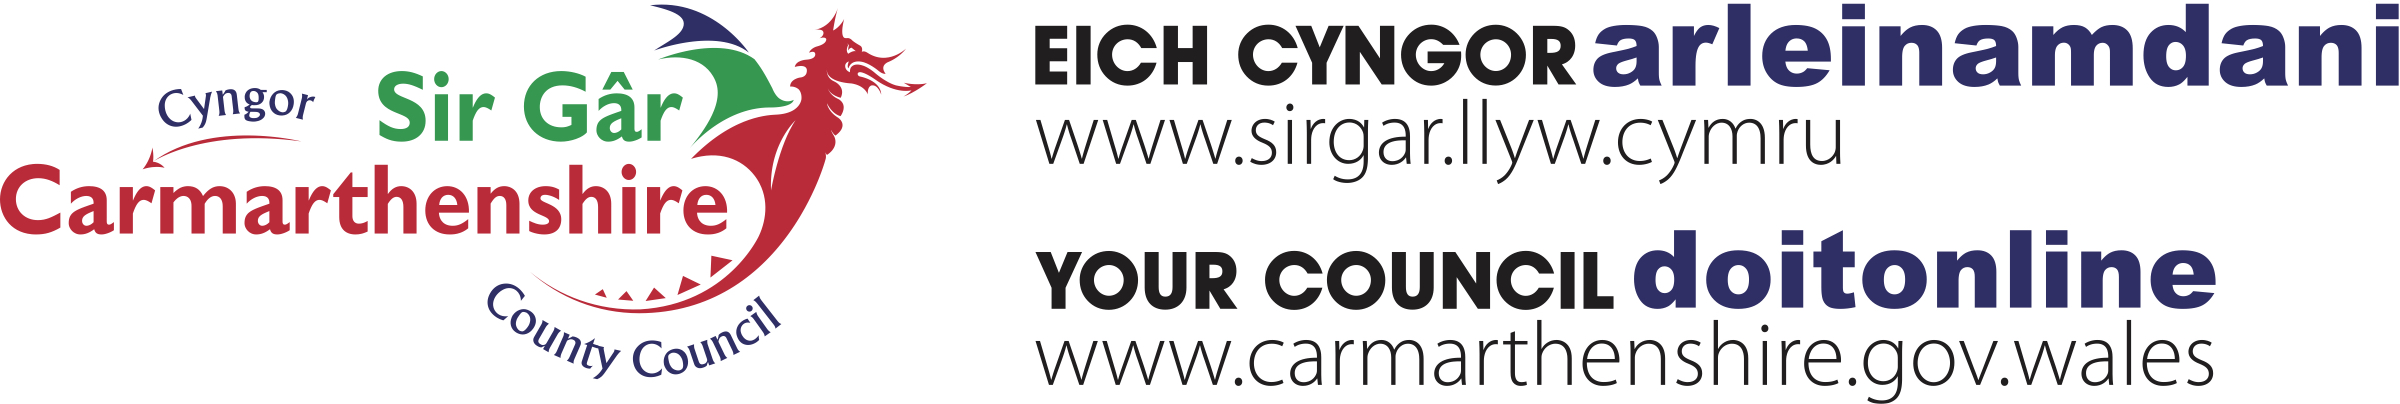 Cyngor
Sir Gâr
Carmarthenshire
County Council
EICH CYNGOR arleinamdani
www.sirgar.llyw.cymru
YOUR COUNCIL doitonline
www.carmarthenshire.gov.wales